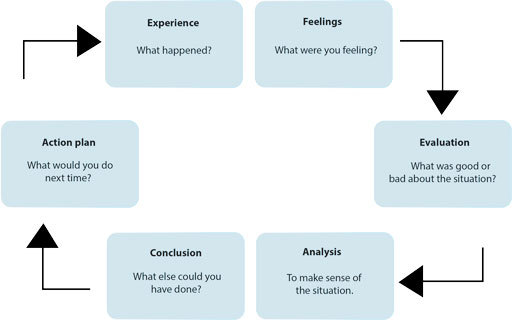 Experience
What happened?
Feelings
What were you feeling?
Evaluation
What was good or
bad about the situation?
Analysis
To make sense of
the situation.
Conclusion
What else could you
have done?
Action plan
What would you do
next time?